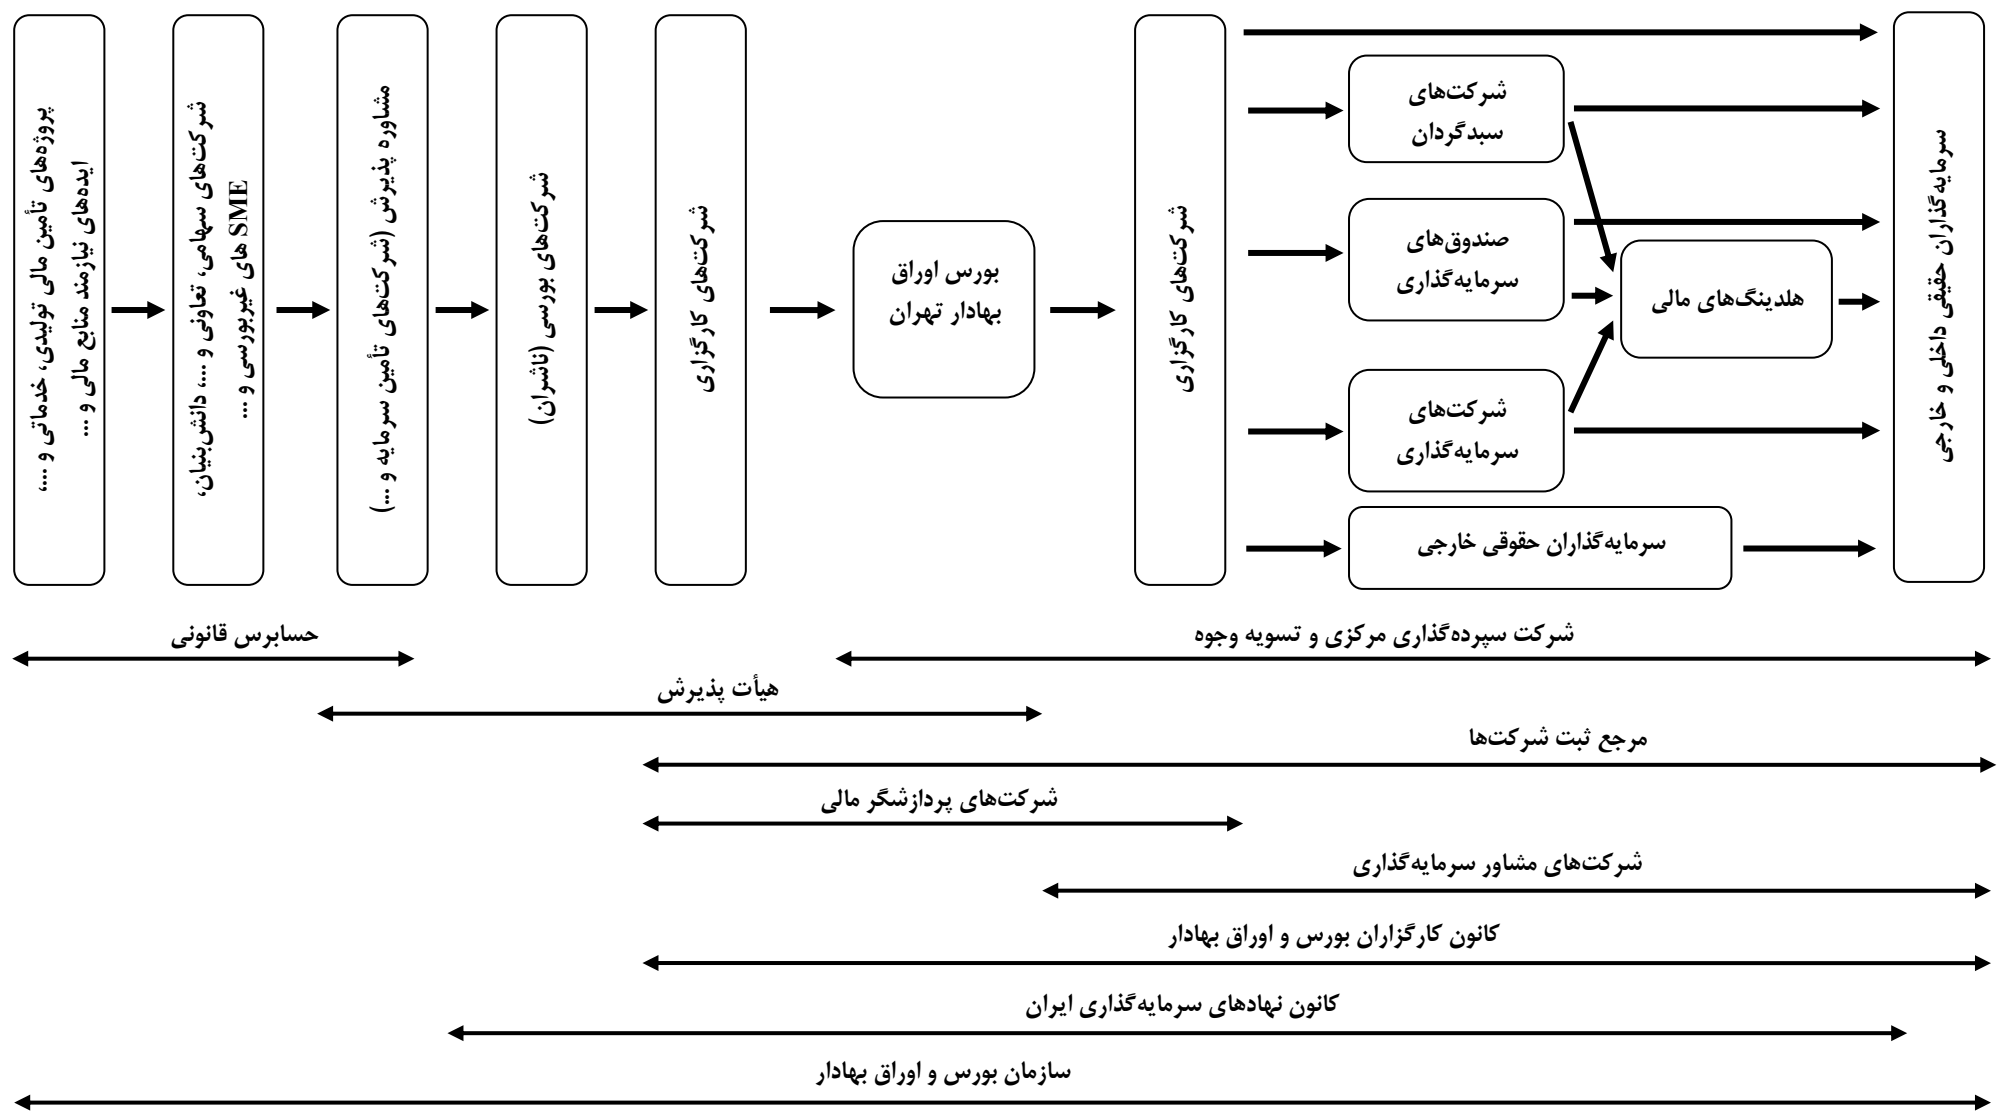 پروژه‌های تأمین مالی تولیدی، خدماتی و ....،
ایده‌های نیازمند منابع مالی و ...
شرکت‌های سهامی، تعاونی و ....، دانش‌بنیان،
SME های غیربورسی و ...
مشاوره پذیرش (شرکت‌های تأمین سرمایه و ...)
شرکت‌های بورسی (ناشران)
شرکت‌های کارگزاری
بورس اوراق
بهادار تهران
شرکت‌های کارگزاری
شرکت‌های
سبدگردان
صندوق‌های
سرمایه‌گذاری
شرکت‌های
سرمایه‌گذاری
هلدینگ‌های مالی
سرمایه‌گذاران حقوقی خارجی
سرمایه‌گذاران حقیقی داخلی و خارجی
حسابرس قانونی
شرکت سپرده‌گذاری مرکزی و تسویه وجوه
هیأت پذیرش
مرجع ثبت شرکت‌ها
شرکت‌های پردازشگر مالی
شرکت‌های مشاور سرمایه‌گذاری
کانون کارگزاران بورس و اوراق بهادار
کانون نهادهای سرمایه‌گذاری ایران
سازمان بورس و اوراق بهادار